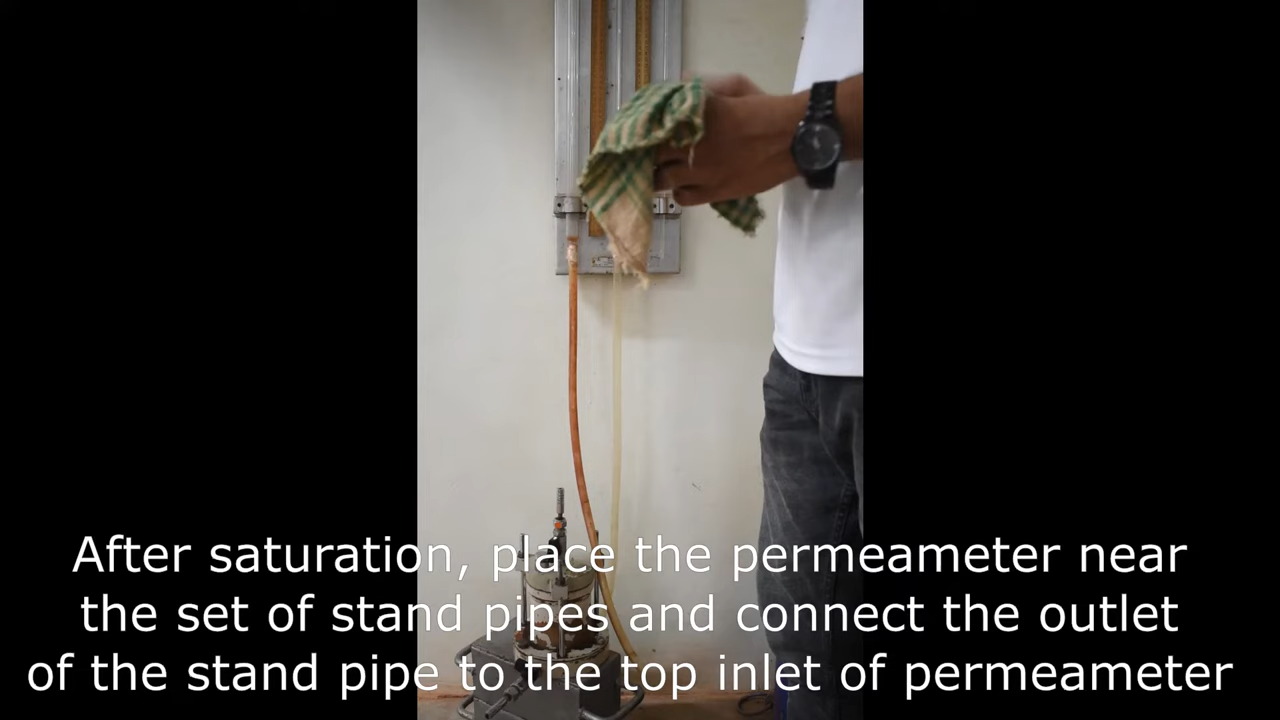 After saturation, place the permeameter near
the set of stand pipes and connect the outlet
of the stand pipe to the top inlet of permeameter